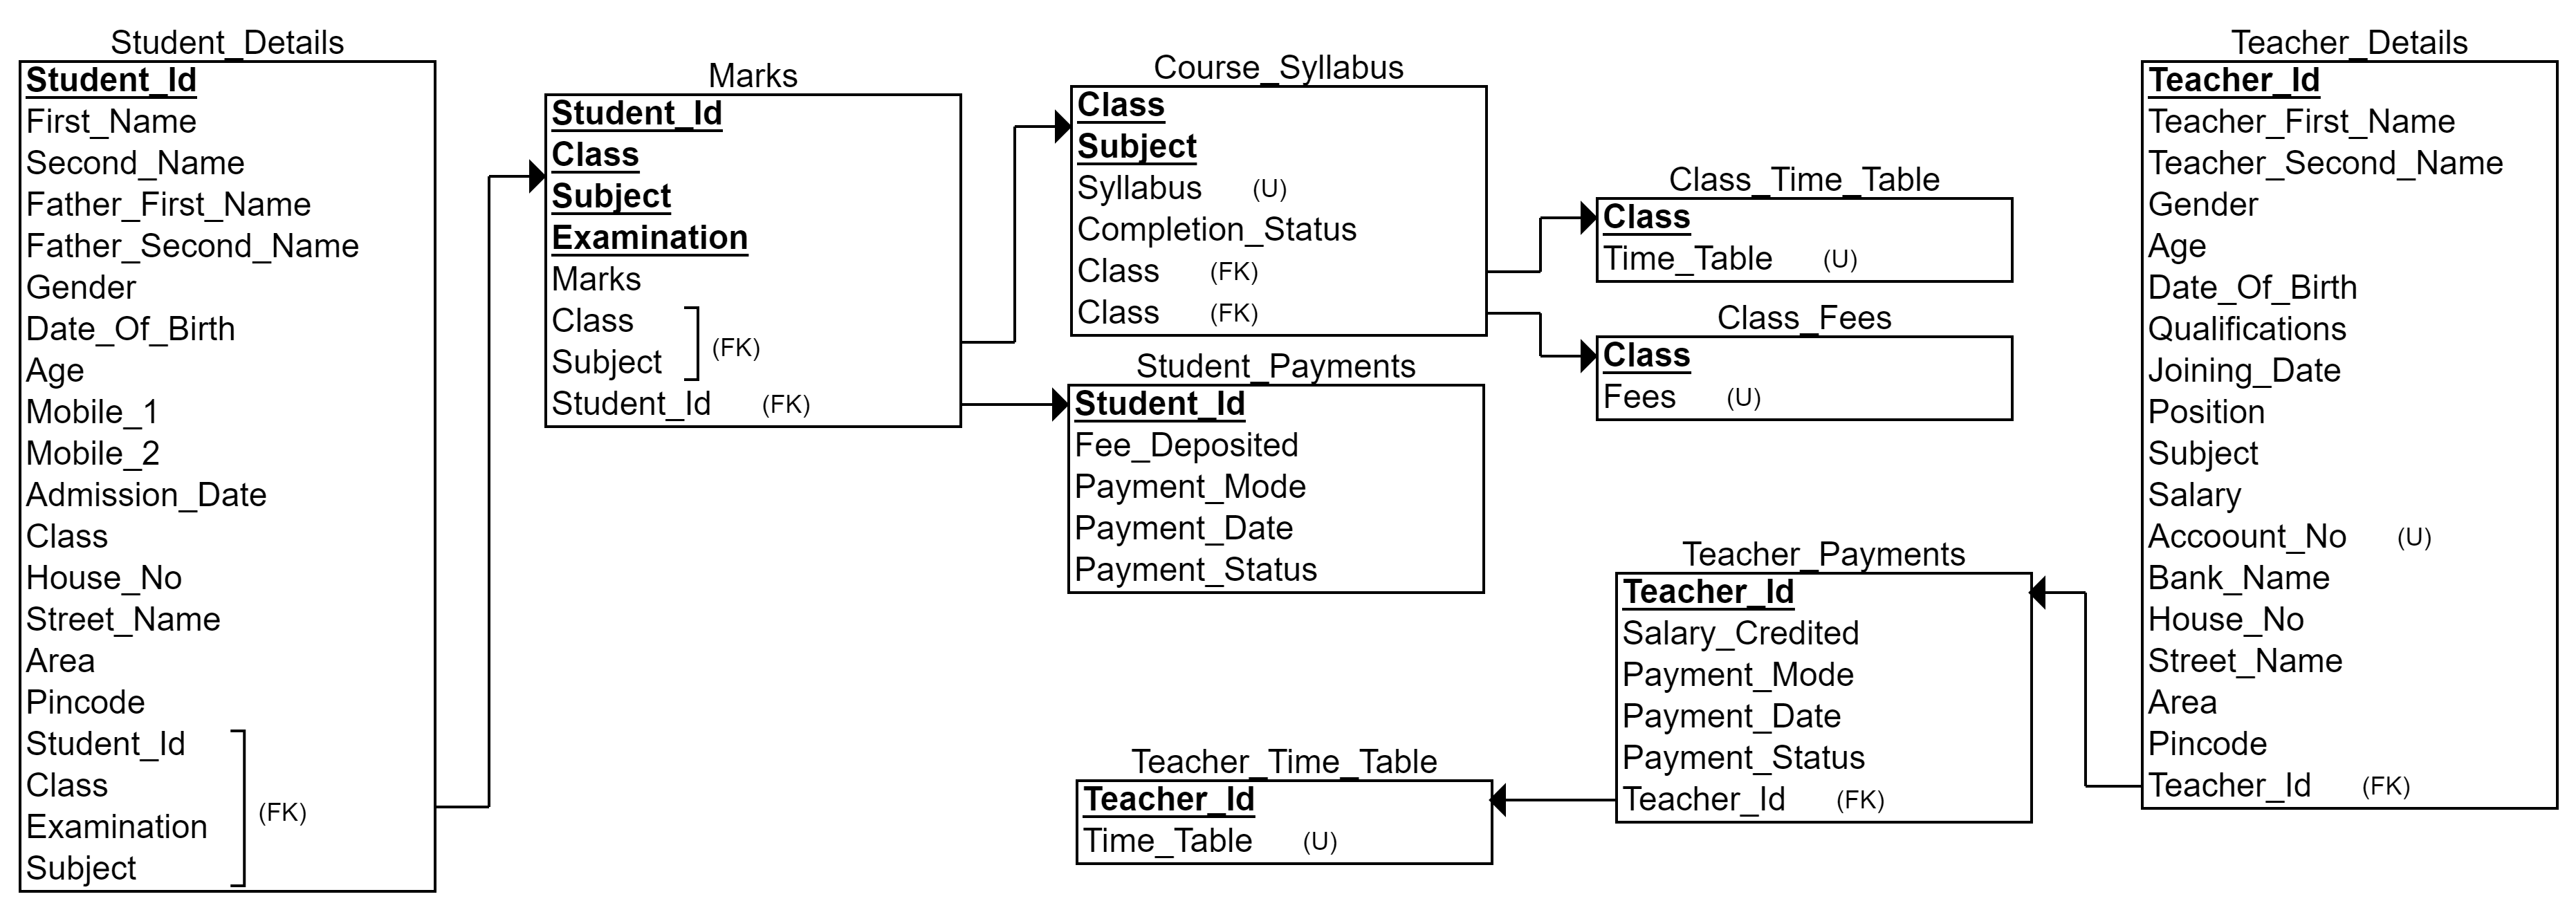 Student_Details
Student_Id
First_Name
Second_Name
Father_First_Name
Father_Second_Name
Gender
Date_Of_Birth
Age
Mobile_1
Mobile_2
Admission_Date
Class
House_No
Street_Name
Area
Pincode
Student_Id
Class
Examination
Subject
(FK)
Marks
Student_Id
Class
Subject
Examination
Marks
Class
Subject
(FK)
Student_Id (FK)
Course_Syllabus
Class
Subject
Syllabus (U)
Completion_Status
Class (FK)
Class (FK)
Student_Payments
Student_Id
Fee_Deposited
Payment_Mode
Payment_Date
Payment_Status
Class_Time_Table
Class
Time_Table (U)
Class_Fees
Class
Fees (U)
Teacher_Details
Teacher_Id
Teacher_First_Name
Teacher_Second_Name
Gender
Age
Date_Of_Birth
Qualifications
Joining_Date
Position
Subject
Salary
Accoount_No (U)
Bank_Name
House_No
Street_Name
Area
Pincode
Teacher_Id (FK)
Teacher_Payments
Teacher_Id
Salary_Credited
Payment_Mode
Payment_Date
Payment_Status
Teacher_Id (FK)
Teacher_Time_Table
Teacher_Id
Time_Table (U)